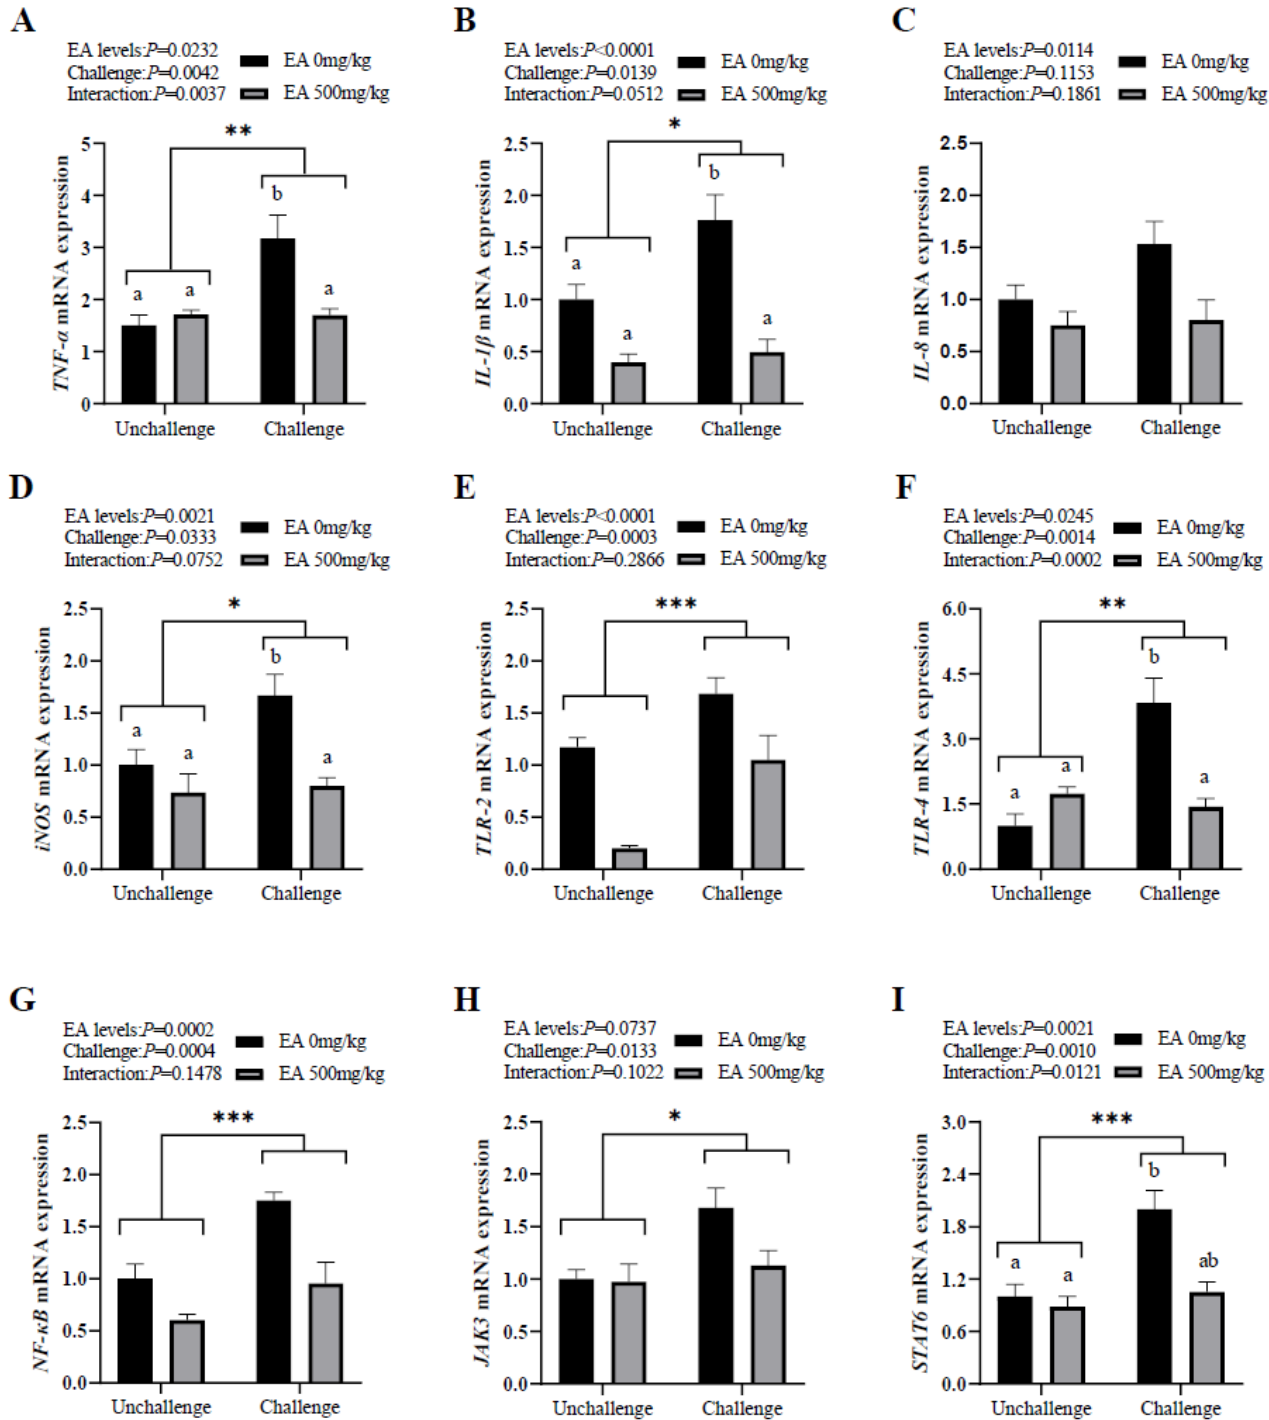 A
EA levels:P=0.0232
Challenge:P=0.0042
Interaction:P=0.0037
EA 0mg/kg
EA 500mg/kg
**
5
4
3
2
1
0
TNF-α mRNA expression
a
a
b
a
Unchallenge
Challenge
B
EA levels:P<0.0001
Challenge:P=0.0139
Interaction:P=0.0512
EA 0mg/kg
EA 500mg/kg
*
2.5
2.0
1.5
1.0
0.5
0.0
IL-1β mRNA expression
a
a
b
a
Unchallenge
Challenge
C
EA levels:P=0.0114
Challenge:P=0.1153
Interaction:P=0.1861
EA 0mg/kg
EA 500mg/kg
2.5
2.0
1.5
1.0
0.5
0.0
IL-8 mRNA expression
Unchallenge
Challenge
D
EA levels:P=0.0021
Challenge:P=0.0333
Interaction:P=0.0752
EA 0mg/kg
EA 500mg/kg
*
2.5
2.0
1.5
1.0
0.5
0.0
iNOS mRNA expression
a
a
b
a
Unchallenge
Challenge
E
EA levels:P<0.0001
Challenge:P=0.0003
Interaction:P=0.2866
EA 0mg/kg
EA 500mg/kg
***
2.5
2.0
1.5
1.0
0.5
0.0
TLR-2 mRNA expression
Unchallenge
Challenge
F
EA levels:P=0.0245
Challenge:P=0.0014
Interaction:P=0.0002
EA 0mg/kg
EA 500mg/kg
**
6.0
4.5
3.0
1.5
0.0
TLR-4 mRNA expression
a
a
b
a
Unchallenge
Challenge
G
EA levels:P=0.0002
Challenge:P=0.0004
Interaction:P=0.1478
EA 0mg/kg
EA 500mg/kg
***
2.5
2.0
1.5
1.0
0.5
0.0
NF-κB mRNA expression
Unchallenge
Challenge
H
EA levels:P=0.0737
Challenge:P=0.0133
Interaction:P=0.1022
EA 0mg/kg
EA 500mg/kg
*
2.5
2.0
1.5
1.0
0.5
0.0
JAK3 mRNA expression
Unchallenge
Challenge
I
EA levels:P=0.0021
Challenge:P=0.0010
Interaction:P=0.0121
EA 0mg/kg
EA 500mg/kg
***
3.0
2.4
1.8
1.2
0.6
0.0
STAT6 mRNA expression
a
a
b
ab
Unchallenge
Challenge